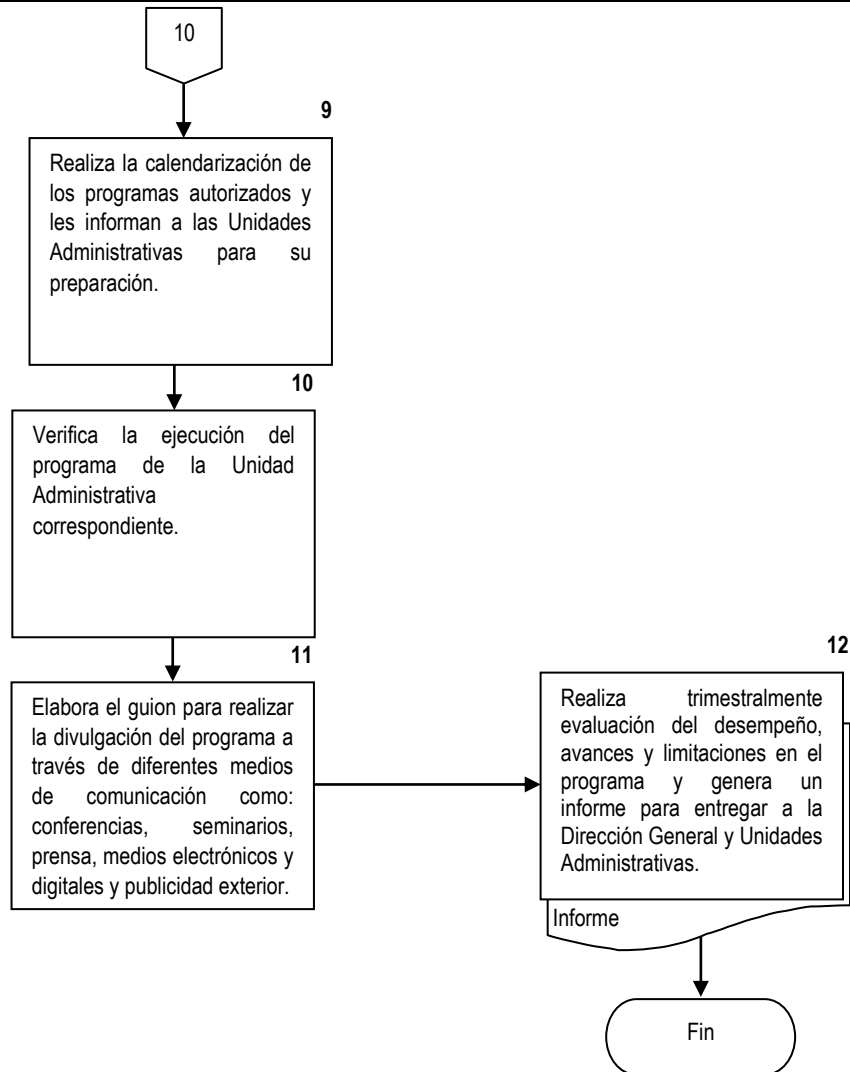 10
9
Realiza la calendarización de
los programas autorizados y
les informan a las Unidades
Administrativas para su
preparación.
10
Verifica la ejecución del
programa de la Unidad
Administrativa
correspondiente.
11
Elabora el guion para realizar
la divulgación del programa a
través de diferentes medios
de comunicación como:
conferencias, seminarios,
prensa, medios electrónicos y
digitales y publicidad exterior.
12
Realiza trimestralmente
evaluación del desempeño,
avances y limitaciones en el
programa y genera un
informe para entregar a la
Dirección General y Unidades
Administrativas.
Informe
Fin